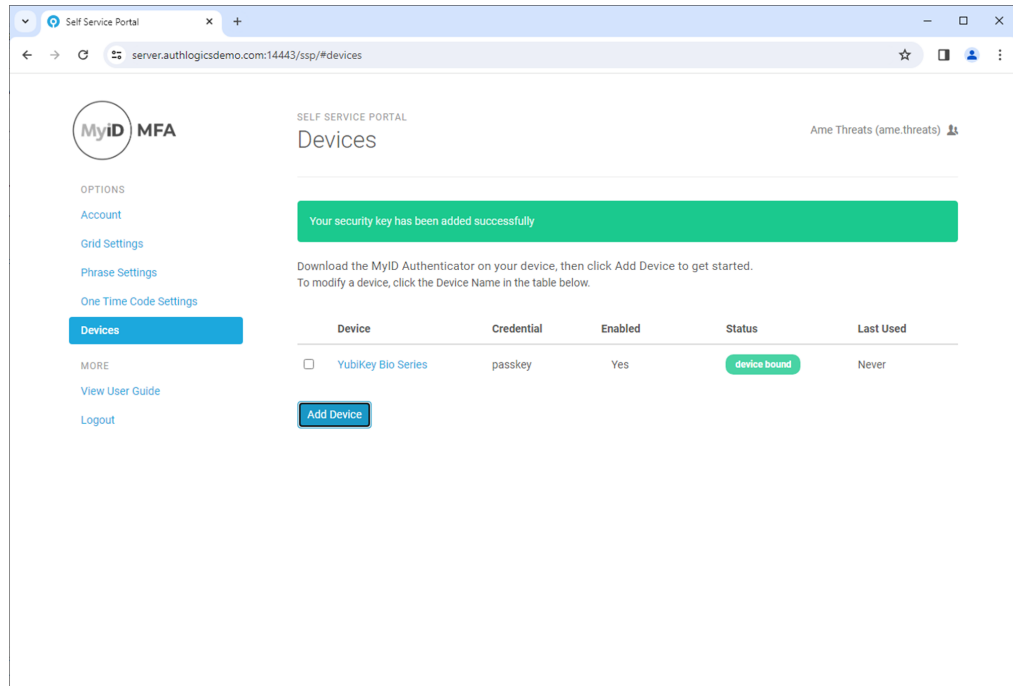 Self Service Portal
server.authlogicsdemo.com:14443/ssp/#devices
MyiD MFA
SELF SERVICE PORTAL
Devices
Ame Threats (ame.threats)
OPTIONS
Account
Grid Settings
Phrase Settings
One Time Code Settings
Devices
MORE
View User Guide
Logout
Your security key has been added successfully
Download the MyID Authenticator on your device, then click Add Device to get started.
To modify a device, click the Device Name in the table below.
Device Credential Enabled Status Last Used
YubiKey Bio Series passkey Yes device bound Never
Add Device